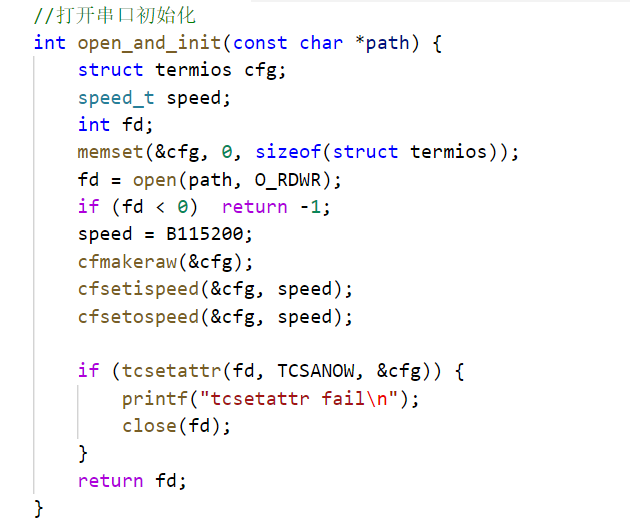 //打开串口初始化
int open_and_init(const char *path) {
    struct termios cfg;
    speed_t speed;
    int fd;
    memset(&cfg, 0, sizeof(struct termios));
    fd = open(path, O_RDWR);
    if (fd < 0)  return -1;
    speed = B115200;
    cfmakeraw(&cfg);
    cfsetispeed(&cfg, speed);
    cfsetospeed(&cfg, speed);

    if (tcsetattr(fd, TCSANOW, &cfg)) {
        printf("tcsetattr fail\n");
        close(fd);
    }
    return fd;
}